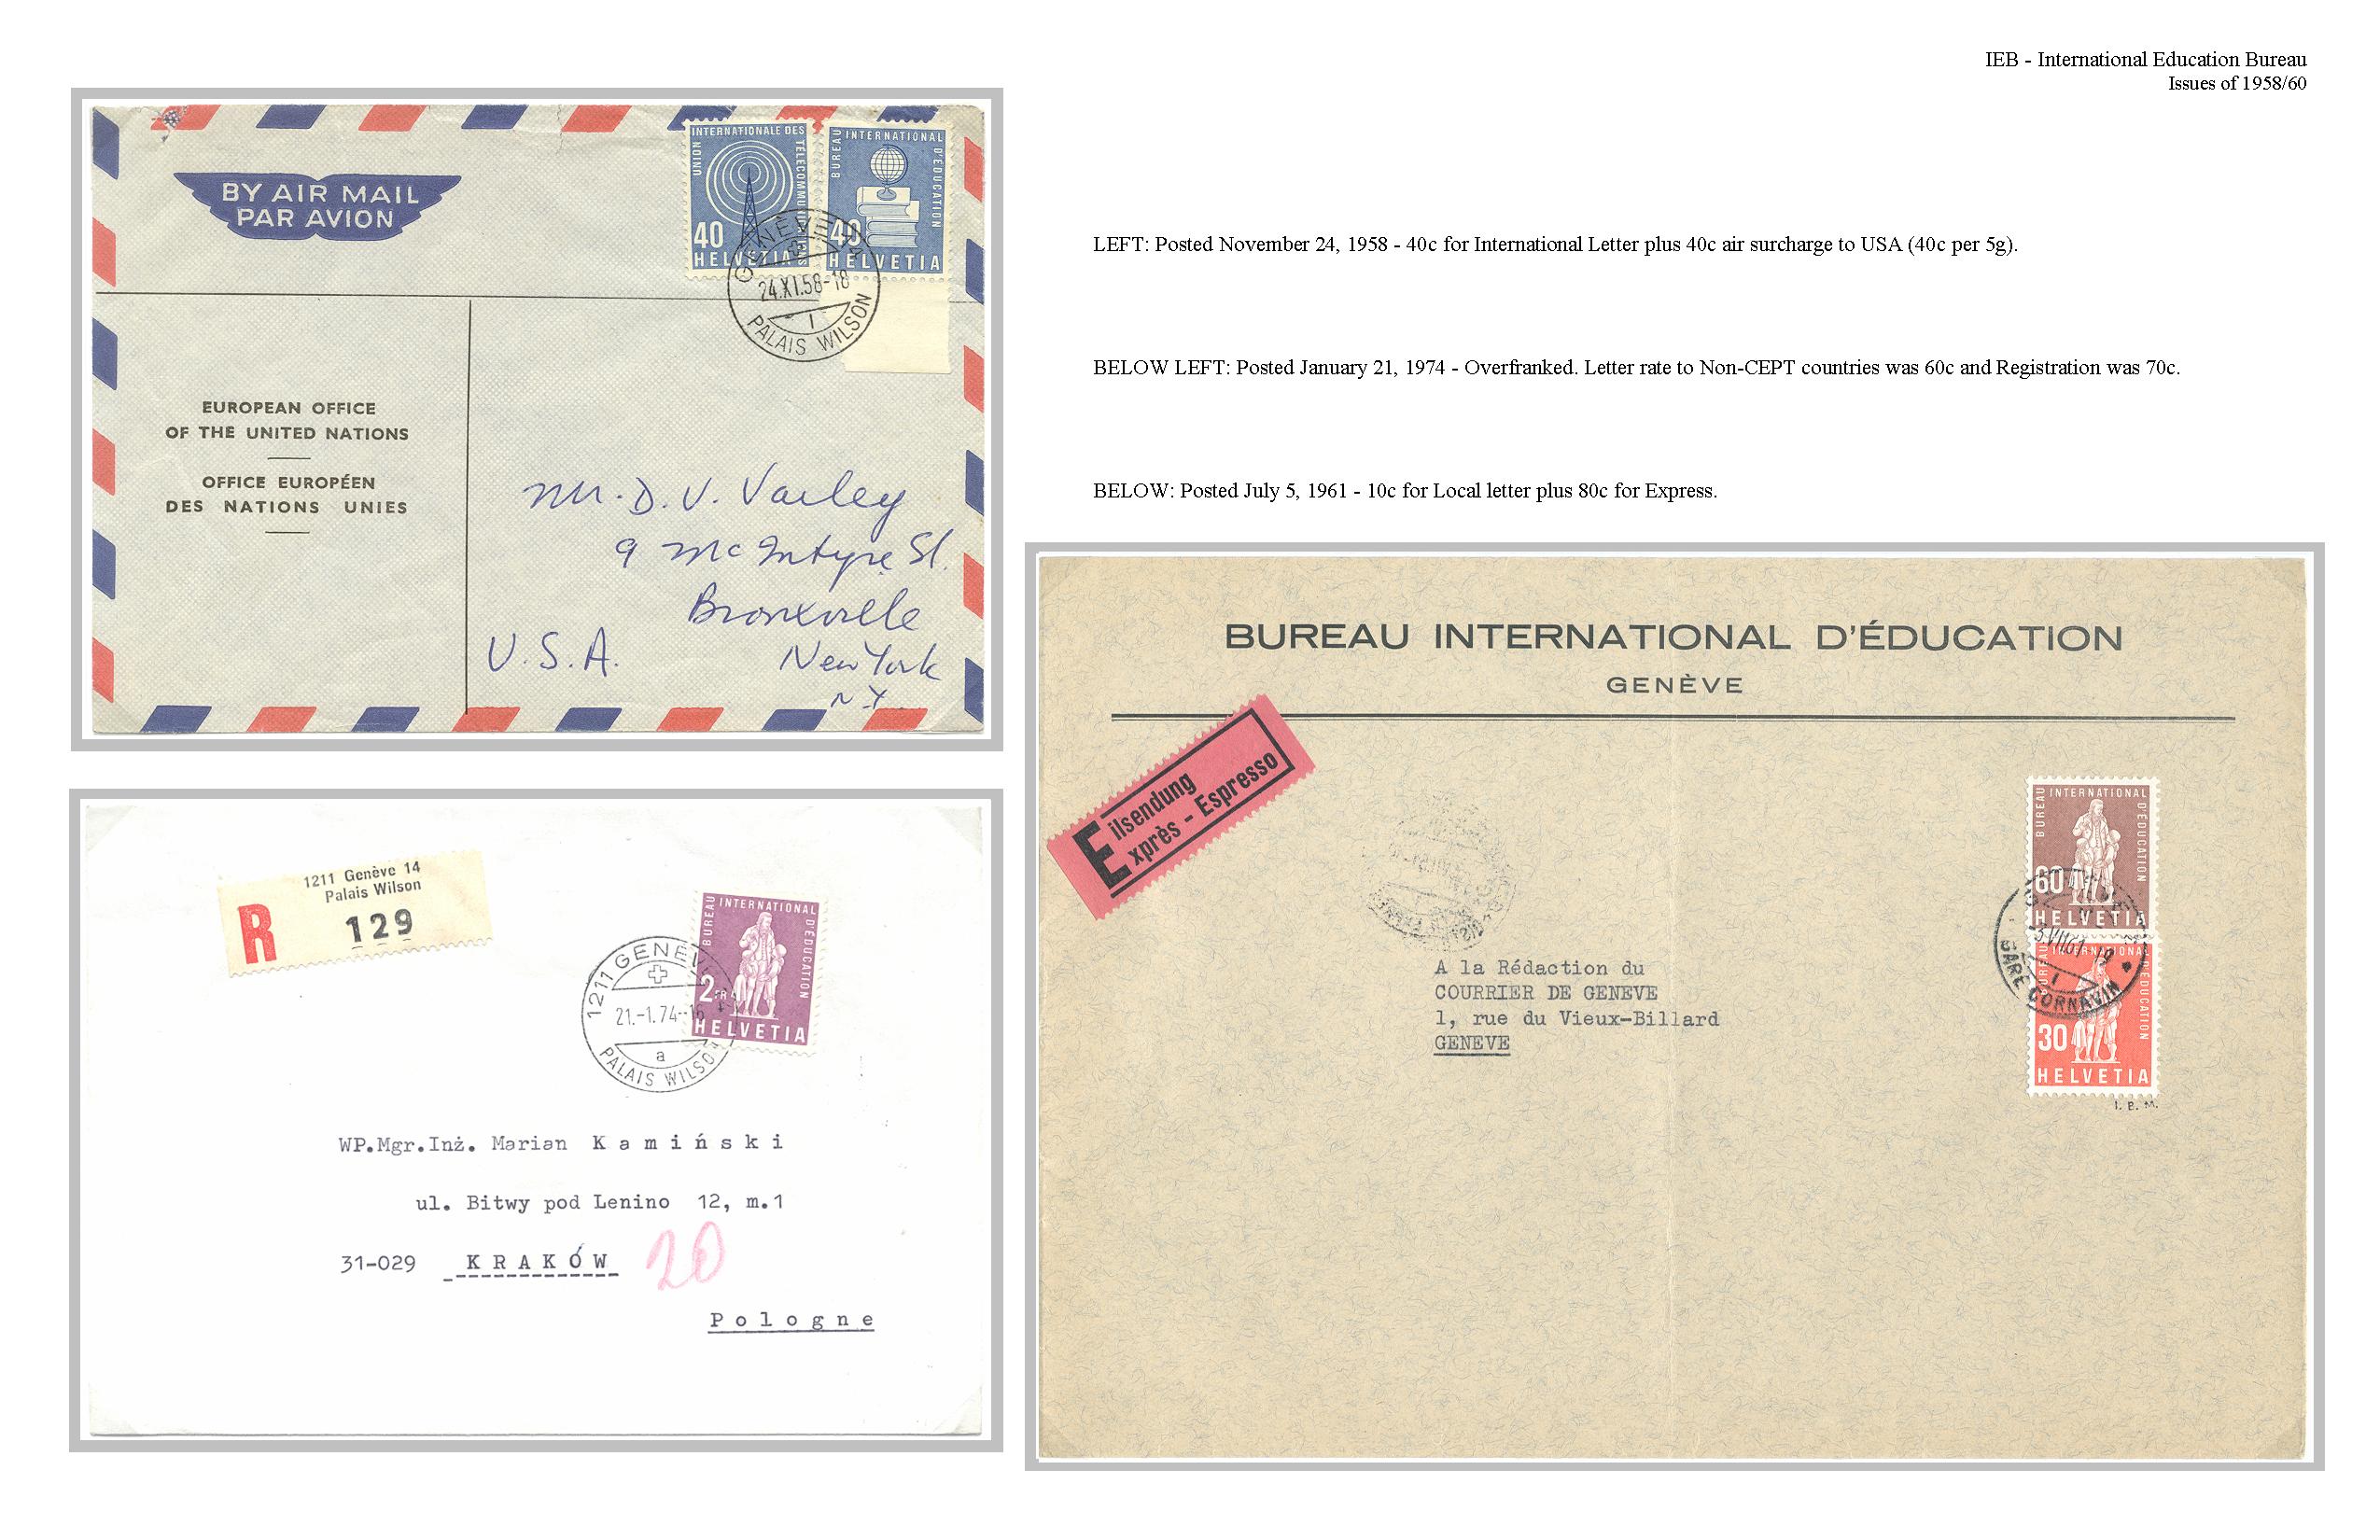 IEB - International Education Bureau
Issues of 1958/60
LEFT: Posted November 24, 1958 - 40c for International Letter plus 40c air surcharge to USA (40c per 5g).
BELOW LEFT: Posted January 21, 1974 - Overfranked. Letter rate to Non-CEPT countries was 60c and Registration was 70c.
BELOW: Posted July 5, 1961 - 10c for Local letter plus 80c for Express.
BY AIR MAIL
PAR AVION
UNION INTERNATIONALE DES TÉLÉCOMMUNICATIONS
40
HELVETIA
BUREAU INTERNATIONAL D'ÉDUCATION
40
HELVETIA
GENÈVE
24.XI.58-18
1
PALAIS WILSON
EUROPEAN OFFICE
OF THE UNITED NATIONS
OFFICE EUROPÉEN
DES NATIONS UNIES
Mr. D. V. Varley
9 McIntyre St.
Bronxville
U.S.A. New York
N Y.
1211 Genève 14
Palais Wilson
R 129
BUREAU INTERNATIONAL D'ÉDUCATION
2 FR
HELVETIA
1211 GENÈVE
21.-1.74-16
a
PALAIS WILSON
WP.Mgr.Inż. Marian Kamiński
ul. Bitwy pod Lenino 12, m.1
31-029 KRAKÓW 20
Pologne
BUREAU INTERNATIONAL D'ÉDUCATION
GENÈVE
Eilsendung
Exprès - Espresso
BUREAU INTERNATIONAL D'ÉDUCATION
60
HELVETIA
BUREAU INTERNATIONAL D'ÉDUCATION
30
HELVETIA
GARE CORNAVIN
I. B. M.
A la Rédaction du
COURRIER DE GENEVE
1, rue du Vieux-Billard
GENEVE